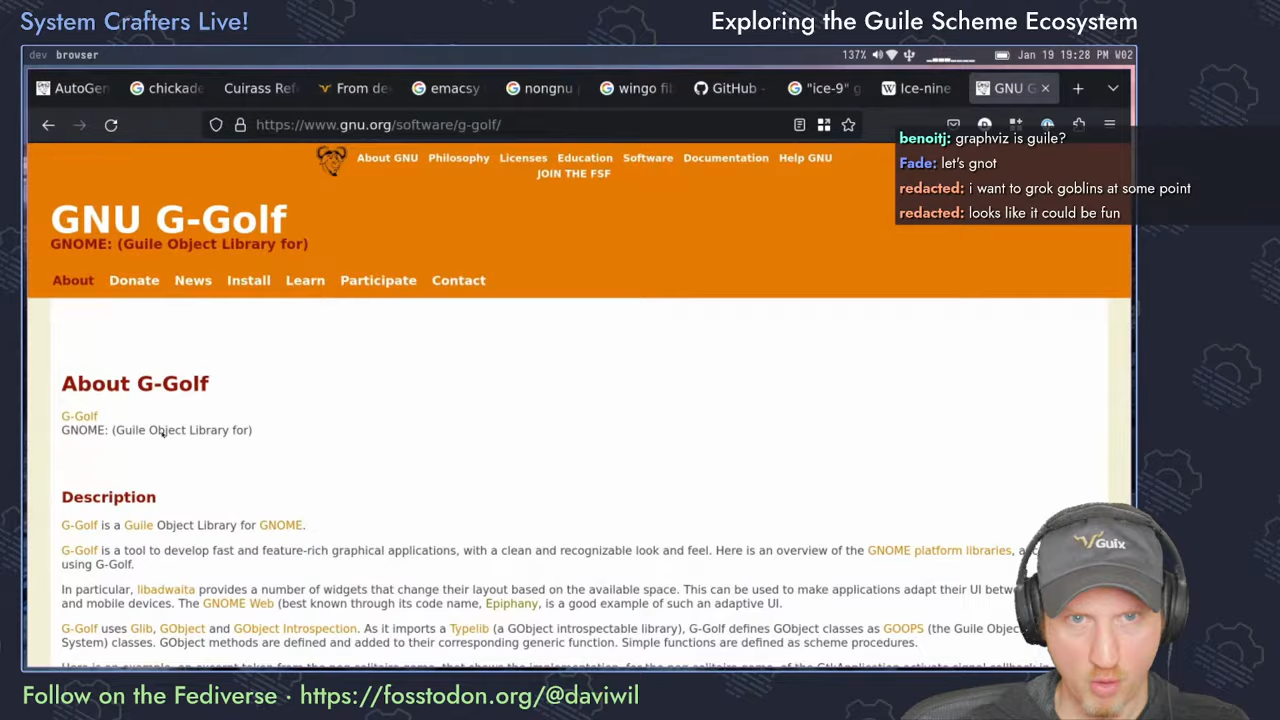 System Crafters Live!
Exploring the Guile Scheme Ecosystem
dev browser
137%
Jan 19 19:28 PM W02
AutoGen
chickade
Cuirass Ref
From de
emacsy
nongnu
wingo fi
GitHub -
"ice-9" g
Ice-nine
GNU G
https://www.gnu.org/software/g-golf/
benoitj: graphviz is guile?
Fade: let's gnot
redacted: i want to grok goblins at some point
redacted: looks like it could be fun
About GNU Philosophy Licenses Education Software Documentation Help GNU
JOIN THE FSF
GNU G-Golf
GNOME: (Guile Object Library for)
About Donate News Install Learn Participate Contact
About G-Golf
G-Golf
GNOME: (Guile Object Library for)
Description
G-Golf is a Guile Object Library for GNOME.
G-Golf is a tool to develop fast and feature-rich graphical applications, with a clean and recognizable look and feel. Here is an overview of the GNOME platform libraries,
using G-Golf.
In particular, libadwaita provides a number of widgets that change their layout based on the available space. This can be used to make applications adapt their UI
and mobile devices. The GNOME Web (best known through its code name, Epiphany, is a good example of such an adaptive UI.
G-Golf uses Glib, GObject and GObject Introspection. As it imports a Typelib (a GObject introspectable library), G-Golf defines GObject classes as GOOPS (the Guile
System) classes. GObject methods are defined and added to their corresponding generic function. Simple functions are defined as scheme procedures.
Guix
Follow on the Fediverse · https://fosstodon.org/@daviwil